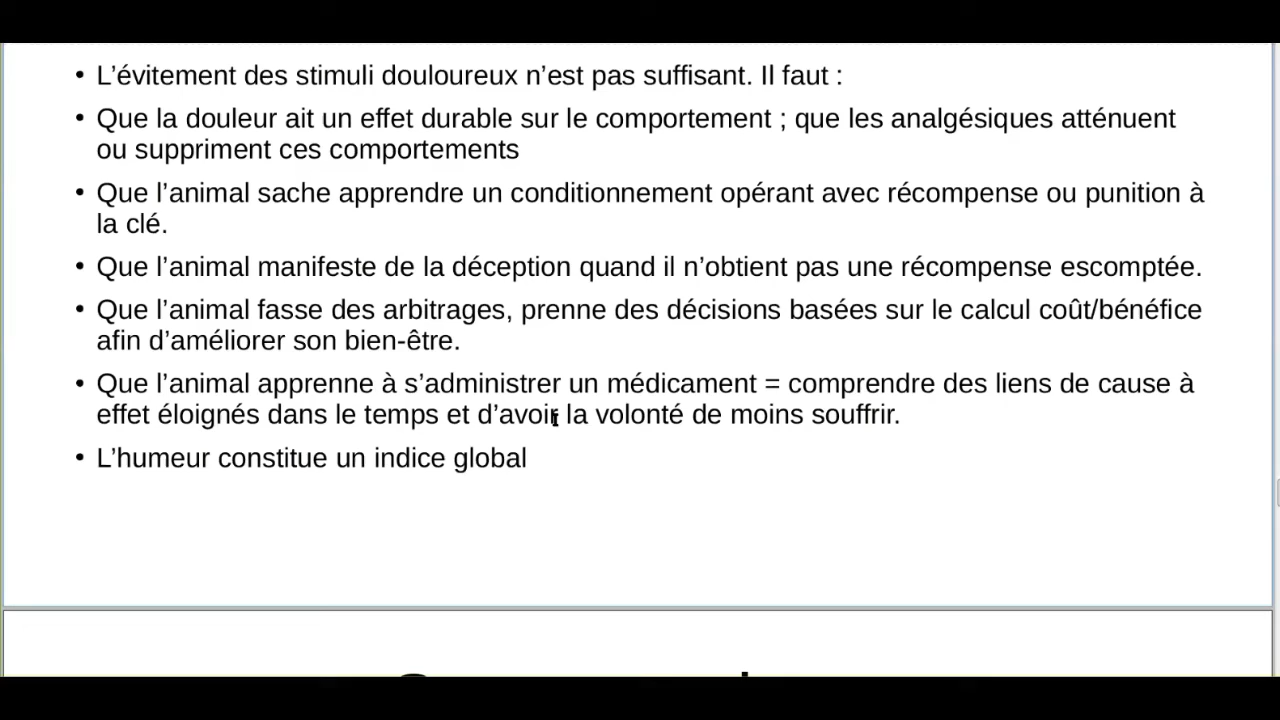 • L’évitement des stimuli douloureux n’est pas suffisant. Il faut :
• Que la douleur ait un effet durable sur le comportement ; que les analgésiques atténuent
ou suppriment ces comportements
• Que l’animal sache apprendre un conditionnement opérant avec récompense ou punition à
la clé.
• Que l’animal manifeste de la déception quand il n’obtient pas une récompense escomptée.
• Que l’animal fasse des arbitrages, prenne des décisions basées sur le calcul coût/bénéfice
afin d’améliorer son bien-être.
• Que l’animal apprenne à s’administrer un médicament = comprendre des liens de cause à
effet éloignés dans le temps et d’avoir la volonté de moins souffrir.
• L’humeur constitue un indice global